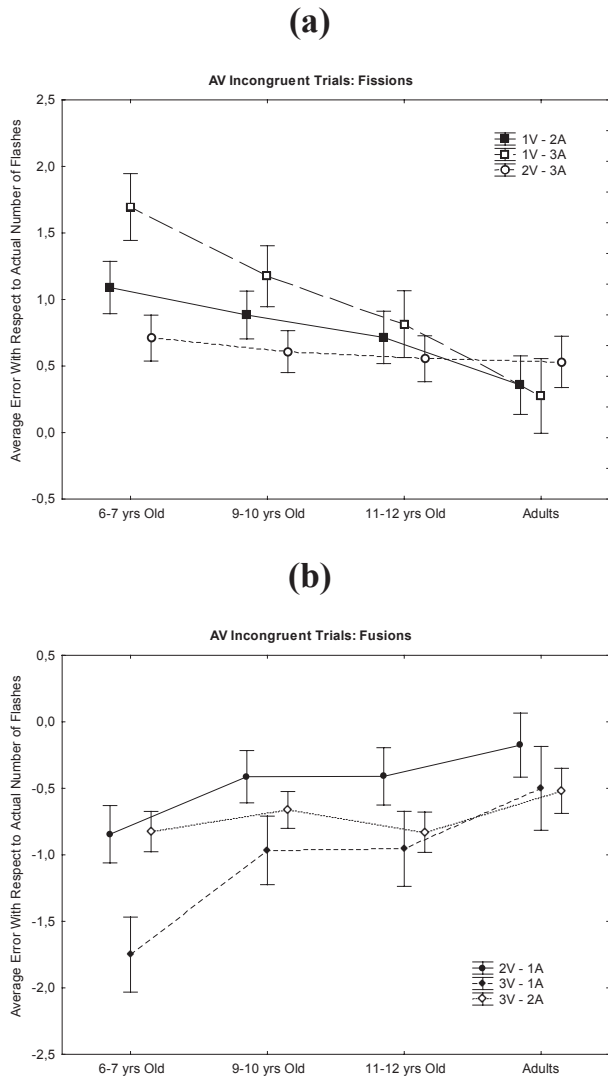 (a)
AV Incongruent Trials: Fissions
Average Error With Respect to Actual Number of Flashes
2,5
2,0
1,5
1,0
0,5
0,0
-0,5
1V - 2A
1V - 3A
2V - 3A
6-7 yrs Old 9-10 yrs Old 11-12 yrs Old Adults
(b)
AV Incongruent Trials: Fusions
Average Error With Respect to Actual Number of Flashes
0,5
0,0
-0,5
-1,0
-1,5
-2,0
-2,5
2V - 1A
3V - 1A
3V - 2A
6-7 yrs Old 9-10 yrs Old 11-12 yrs Old Adults